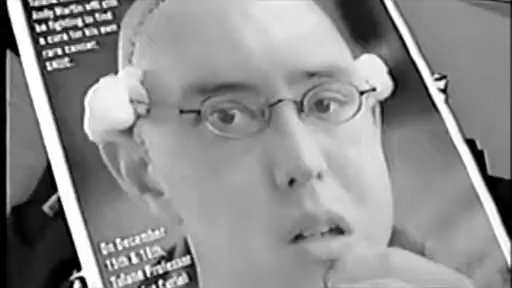 Andy Martin will still
be fighting to find
a cure for his own
rare cancer,
SNUC.
On December
15th & 16th
Tulane Professor